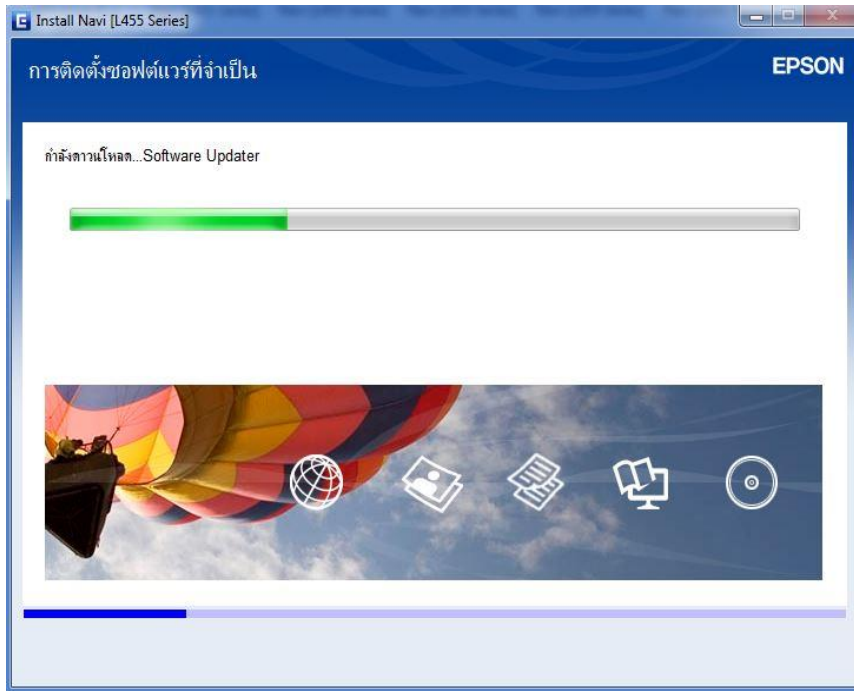 Install Navi [L455 Series]
การติดตั้งซอฟต์แวร์ที่จำเป็น
EPSON
กำลังดาวน์โหลด...Software Updater